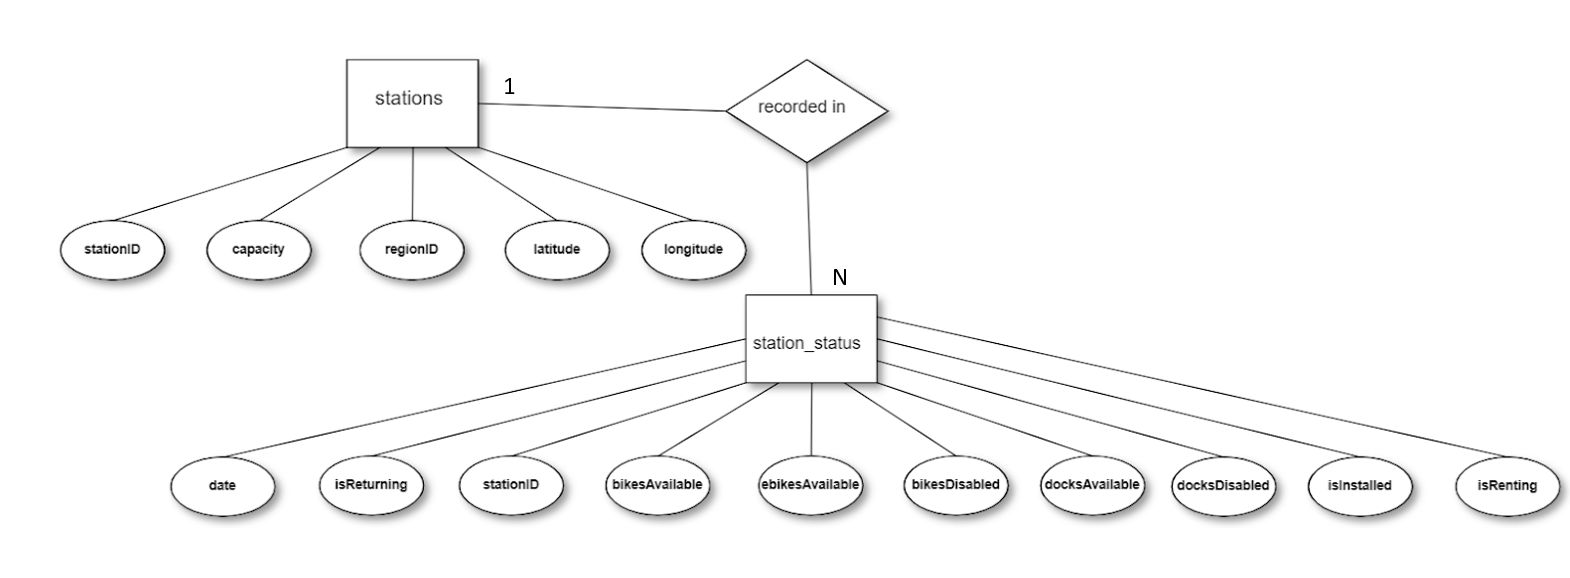 stations
1
recorded in
stationID
capacity
regionID
latitude
longitude
N
station_status
date
isReturning
stationID
bikesAvailable
ebikesAvailable
bikesDisabled
docksAvailable
docksDisabled
isInstalled
isRenting